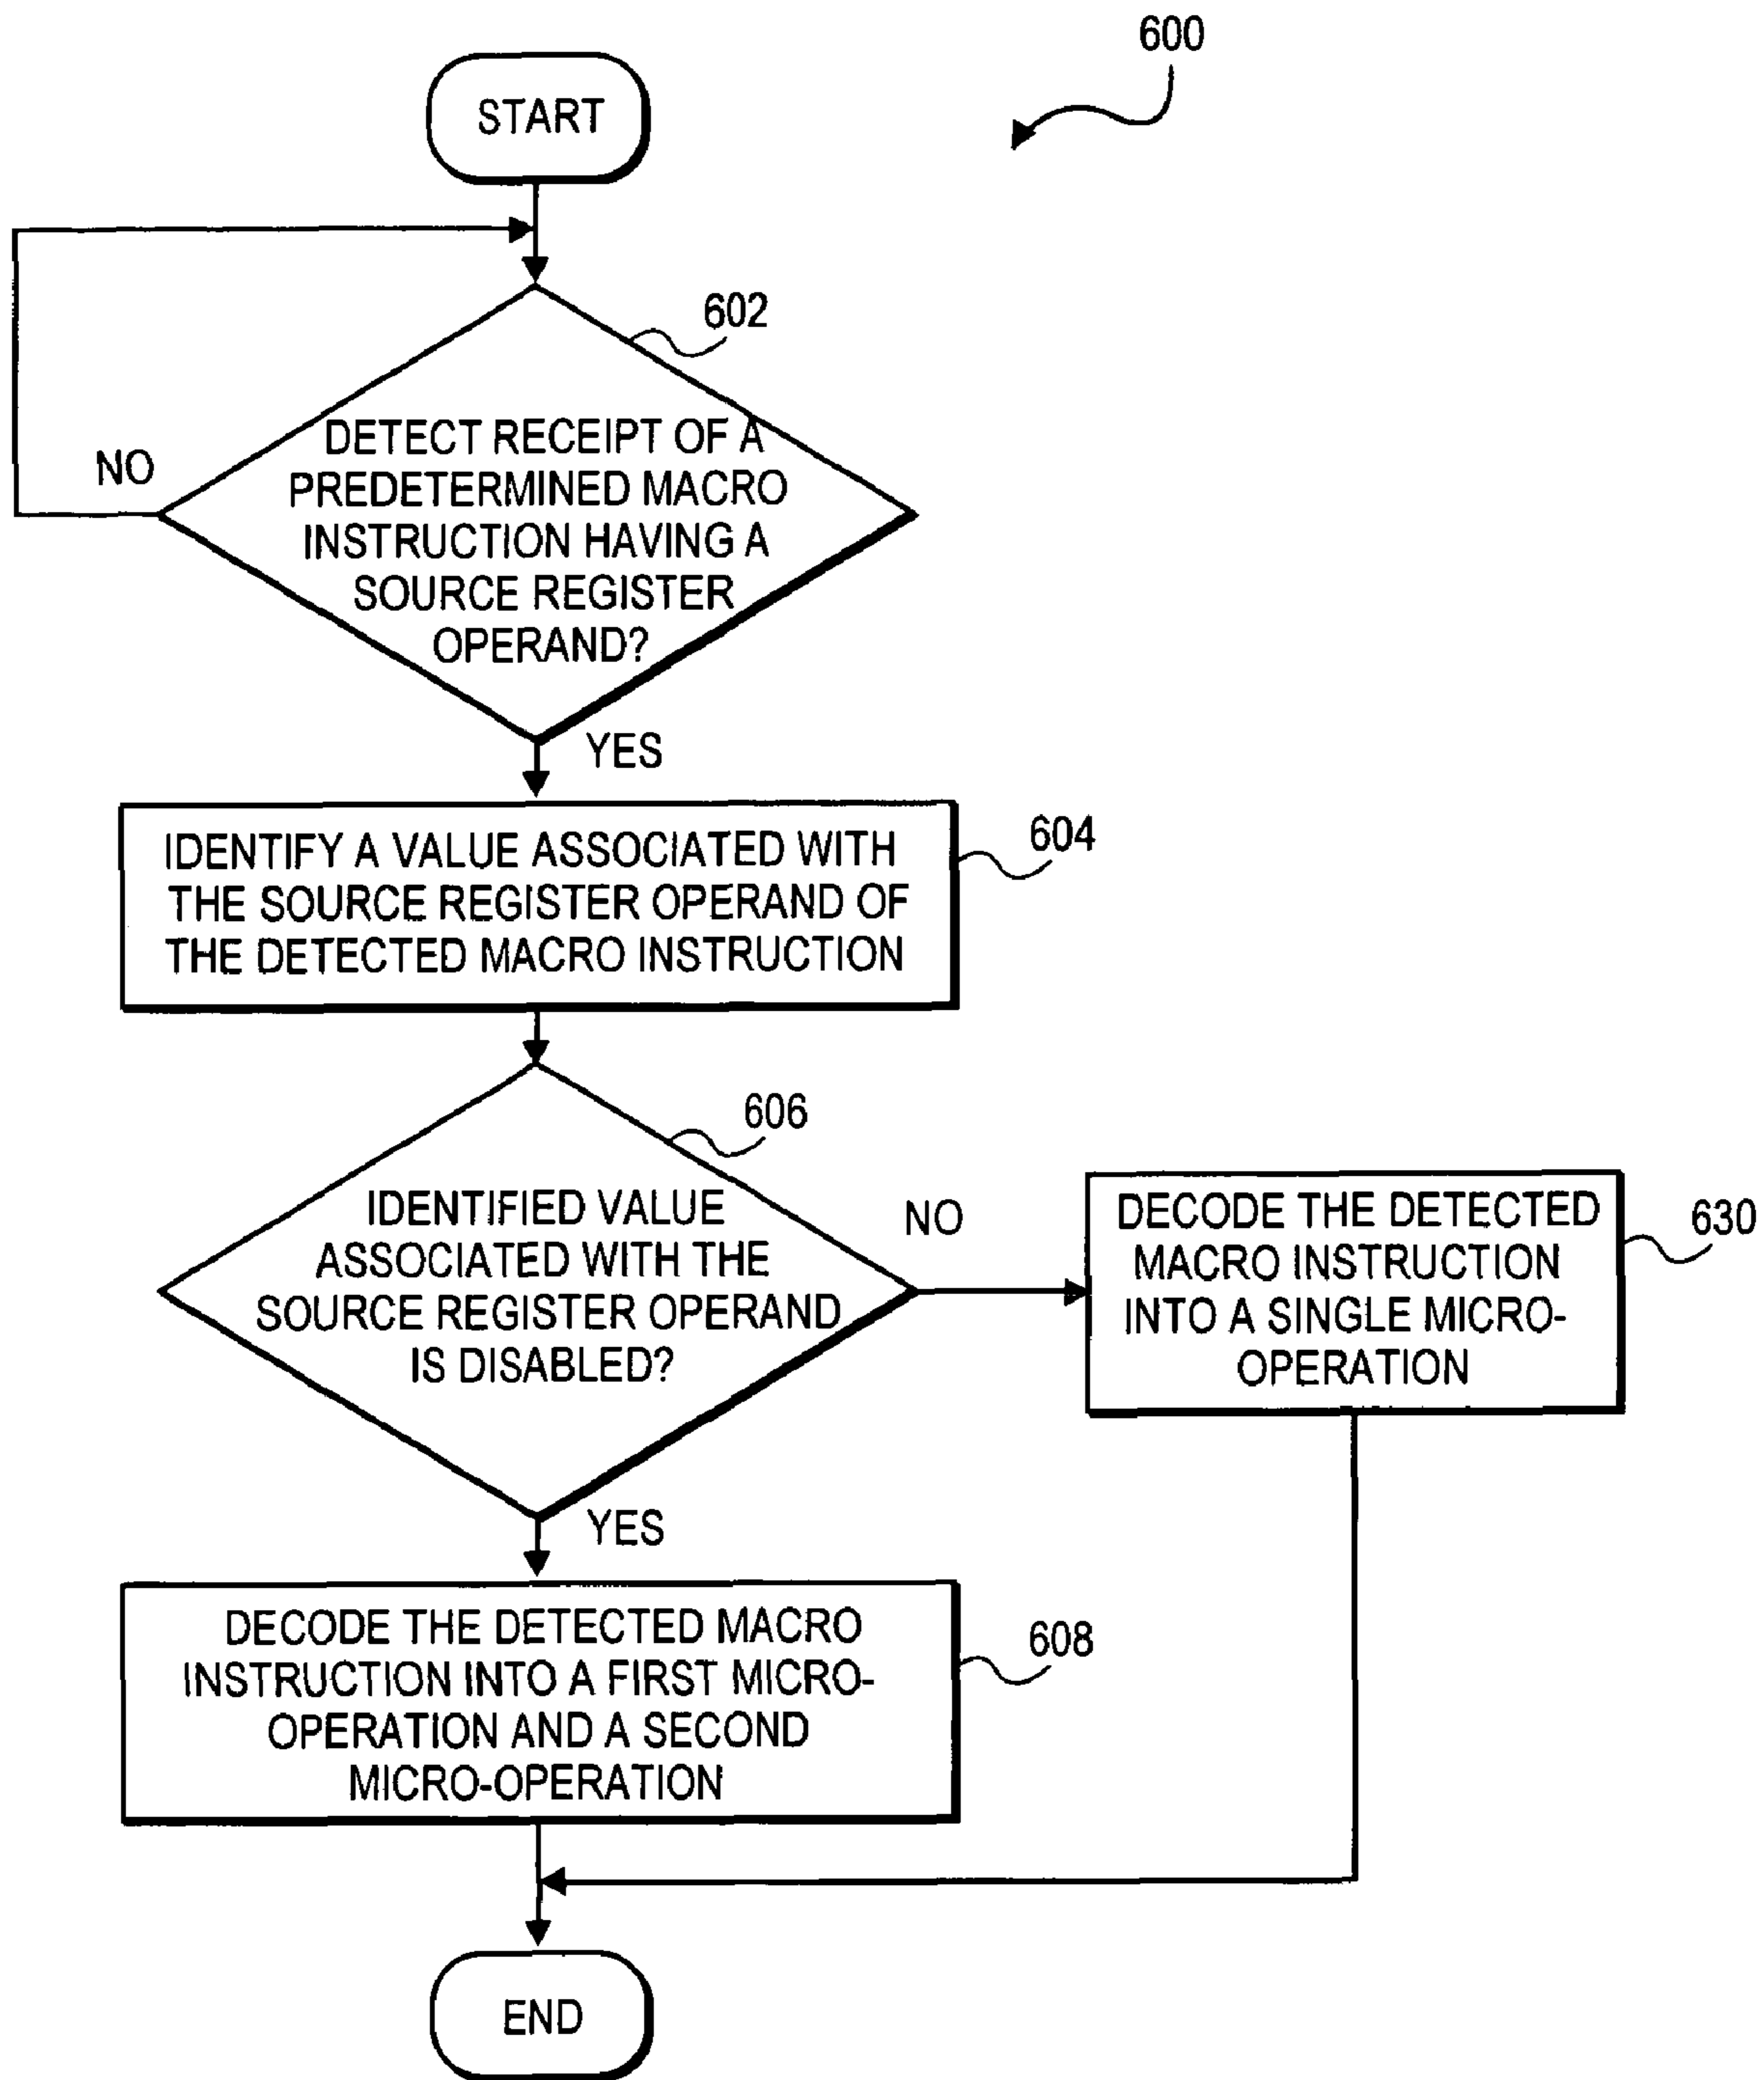 600
START
602
DETECT RECEIPT OF A
PREDETERMINED MACRO
INSTRUCTION HAVING A
SOURCE REGISTER
OPERAND?
NO
YES
604
IDENTIFY A VALUE ASSOCIATED WITH
THE SOURCE REGISTER OPERAND OF
THE DETECTED MACRO INSTRUCTION
606
IDENTIFIED VALUE
ASSOCIATED WITH THE
SOURCE REGISTER OPERAND
IS DISABLED?
NO
630
DECODE THE DETECTED
MACRO INSTRUCTION
INTO A SINGLE MICRO-
OPERATION
YES
608
DECODE THE DETECTED MACRO
INSTRUCTION INTO A FIRST MICRO-
OPERATION AND A SECOND
MICRO-OPERATION
END